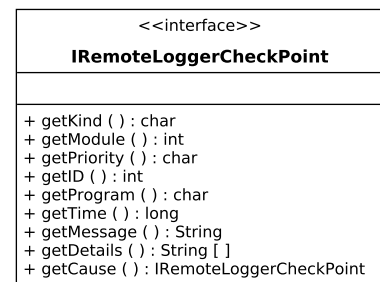 <<interface>>
IRemoteLoggerCheckPoint
+ getKind ( ) : char
+ getModule ( ) : int
+ getPriority ( ) : char
+ getID ( ) : int
+ getProgram ( ) : char
+ getTime ( ) : long
+ getMessage ( ) : String
+ getDetails ( ) : String [ ]
+ getCause ( ) : IRemoteLoggerCheckPoint